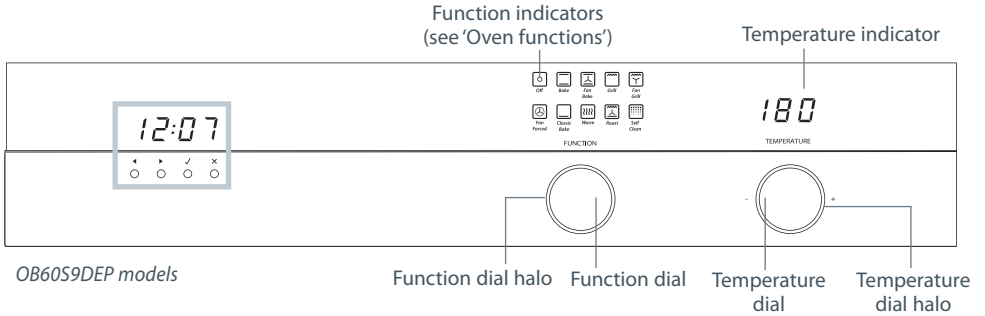 Function indicators
(see ‘Oven functions’)
Temperature indicator
Off Bake Fan Bake Grill Fan Grill
Fan Forced Classic Bake Warm Roast Self Clean
12:07
180
FUNCTION
TEMPERATURE
- +
OB60S9DEP models
Function dial halo
Function dial
Temperature
dial
Temperature
dial halo